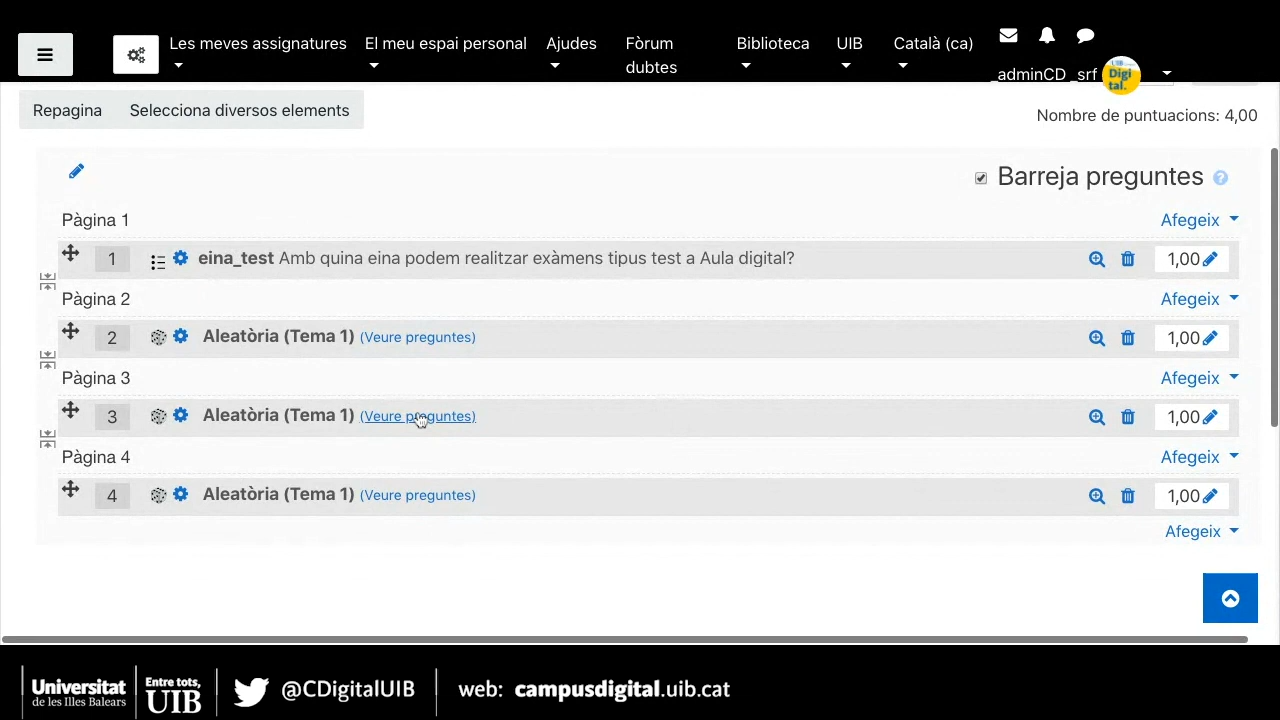 Les meves assignatures El meu espai personal Ajudes Fòrum dubtes Biblioteca UIB Català (ca)
_adminCD _srf Digi tal.
Repagina Selecciona diversos elements
Nombre de puntuacions: 4,00
Barreja preguntes ?
Pàgina 1 Afegeix
1 eina_test Amb quina eina podem realitzar exàmens tipus test a Aula digital? 1,00
Pàgina 2 Afegeix
2 Aleatòria (Tema 1) (Veure preguntes) 1,00
Pàgina 3 Afegeix
3 Aleatòria (Tema 1) (Veure preguntes) 1,00
Pàgina 4 Afegeix
4 Aleatòria (Tema 1) (Veure preguntes) 1,00
Afegeix
Universitat de les Illes Balears Entre tots, UIB @CDigitalUIB web: campusdigital.uib.cat